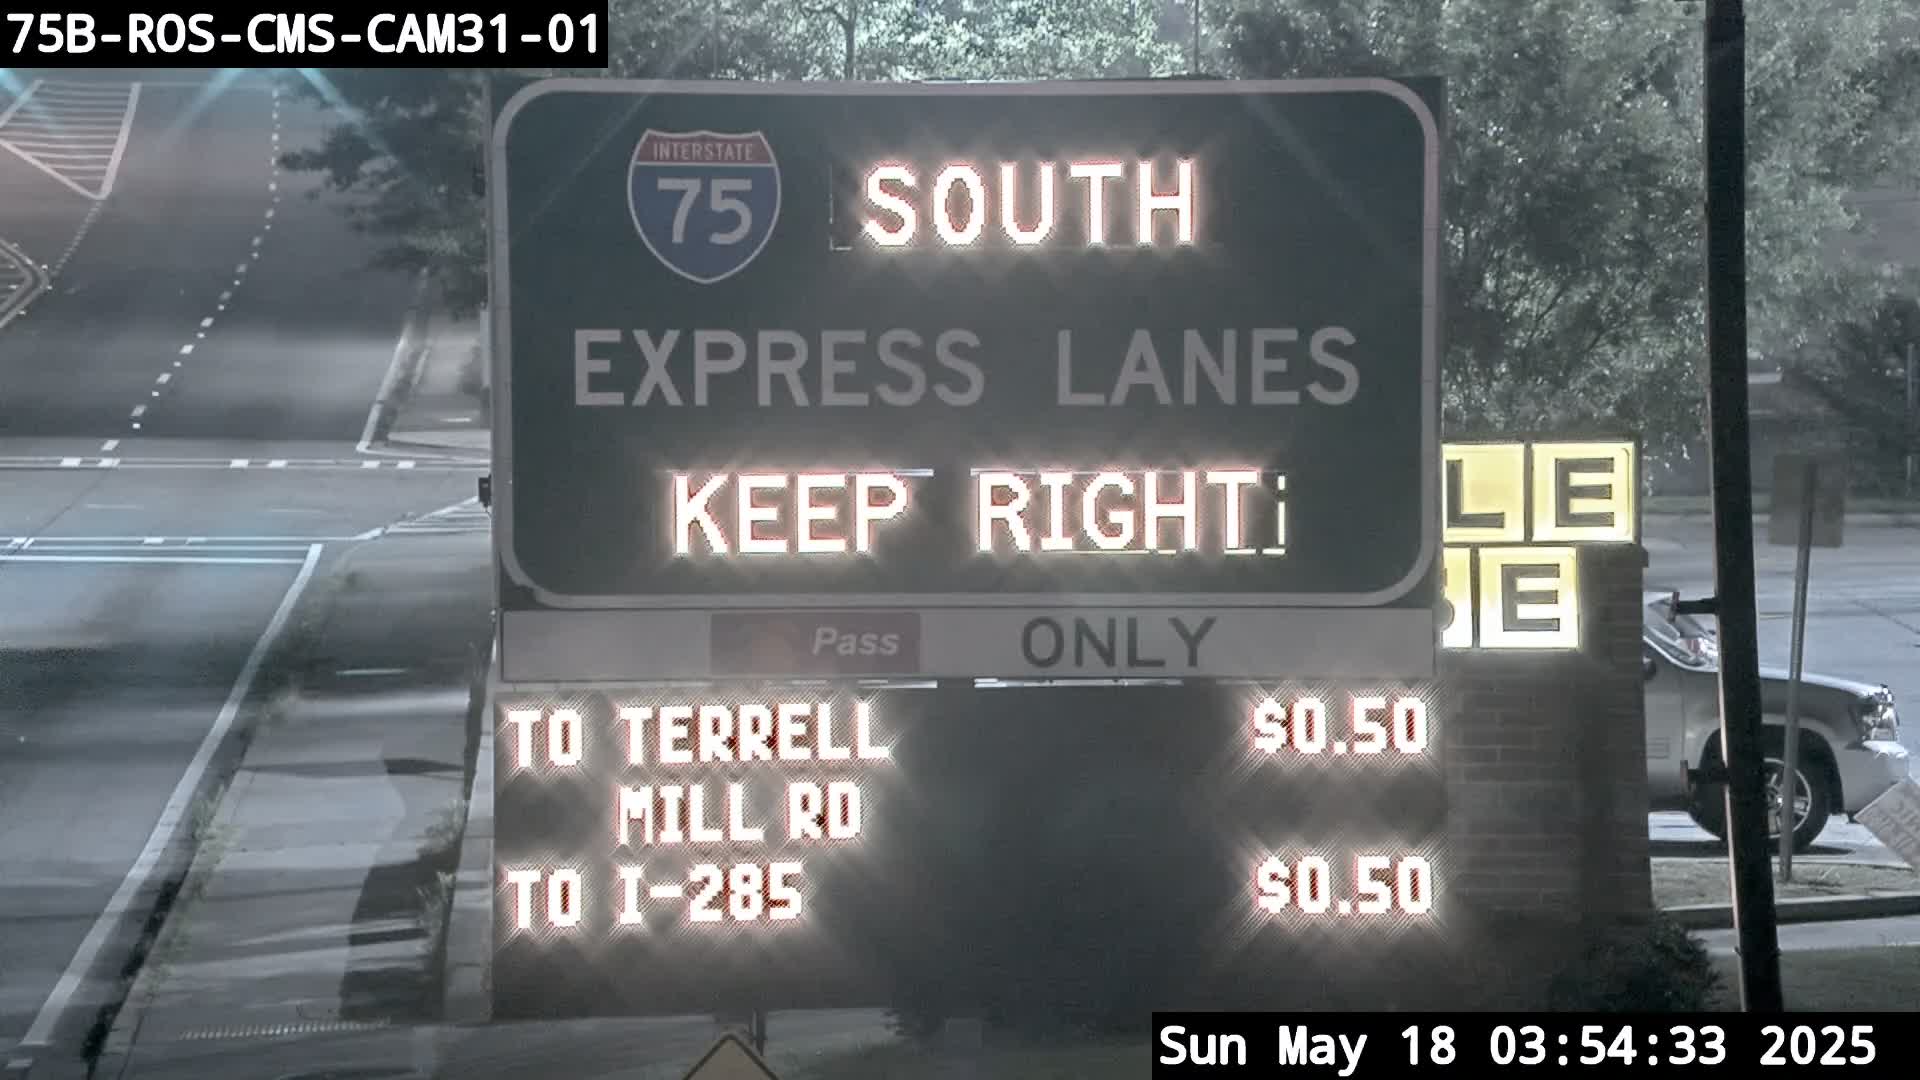 75B-ROS-CMS-CAM31-01
INTERSTATE
75
SOUTH
EXPRESS LANES
KEEP RIGHT
Pass ONLY
TO TERRELL $0.50
MILL RD
TO I-285 $0.50
LE
E
Sun May 18 03:54:33 2025